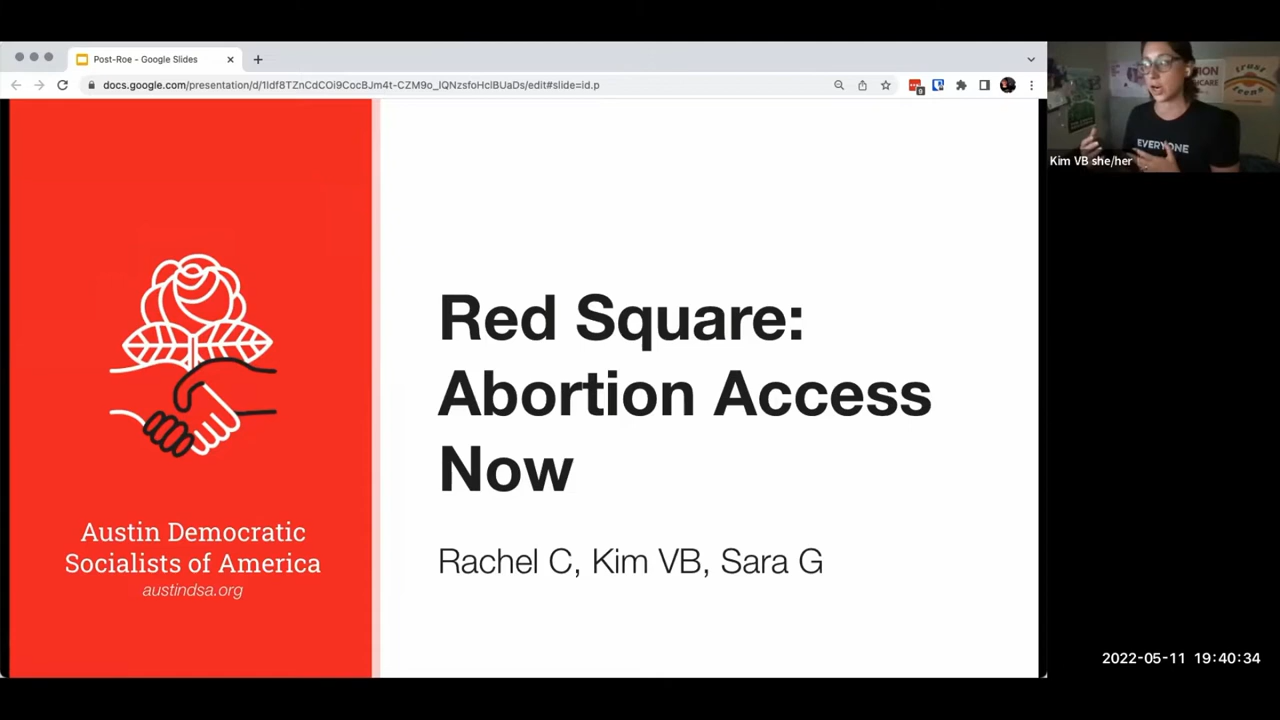 Post-Roe - Google Slides
docs.google.com/presentation/d/1ldf8TZnCdCOi9CocBJm4t-CZM9o_lQNzsfoHclBUaDs/edit#slide=id.p
Red Square:
Abortion Access
Now
Rachel C, Kim VB, Sara G
Austin Democratic
Socialists of America
austindsa.org
trust
teens
EVERYONE
Kim VB she/her
2022-05-11 19:40:34